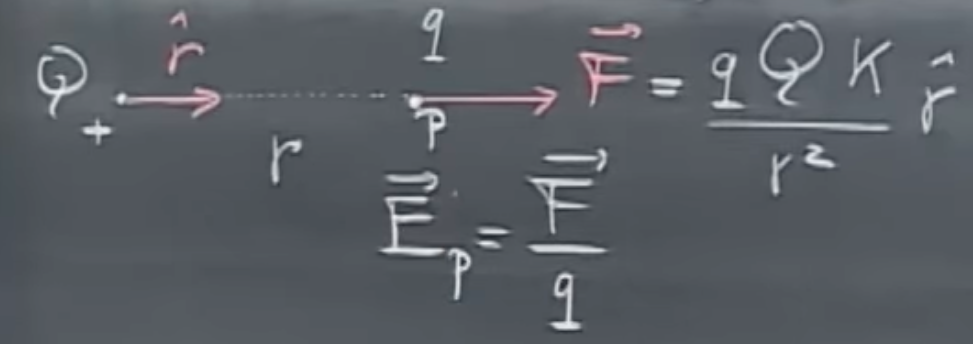 Q + r̂ r q p F⃗ = qQK/r² r̂
E⃗p = F⃗/q